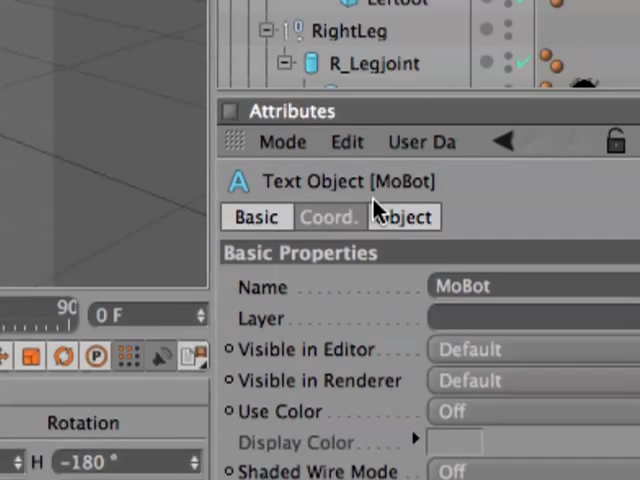 LeftBot
RightLeg
R_Legjoint
Attributes
Mode Edit User Da
Text Object [MoBot]
Basic Coord. Object
Basic Properties
Name MoBot
Layer
Visible in Editor Default
Visible in Renderer Default
Use Color Off
Display Color
Shaded Wire Mode Off
90 0 F
P
Rotation
H -180 °